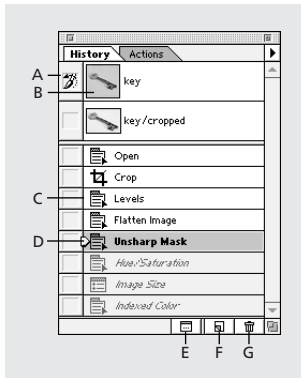 History Actions
A
B
key
key/cropped
Open
Crop
C
Levels
Flatten Image
D
Unsharp Mask
Hue/Saturation
Image Size
Indexed Color
E F G